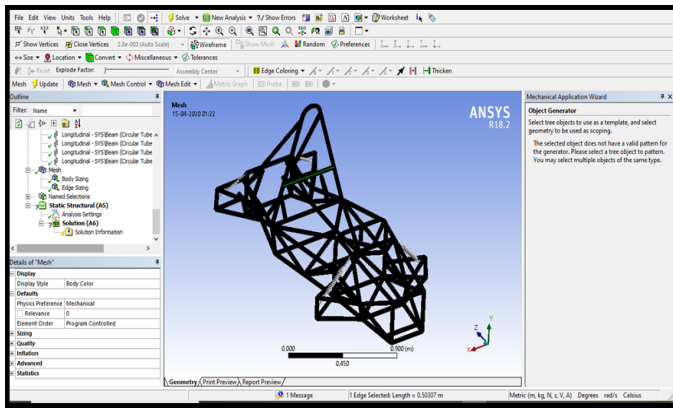 File Edit View Units Tools Help Solve New Analysis ?/ Show Errors Worksheet
Show Vertices Close Vertices 2.8e-003 (Auto Scale) Wireframe Show Mesh Random Preferences
Size Location Convert Miscellaneous Tolerances
Reset Explode Factor: Assembly Center Edge Coloring Thicken
Mesh Update Mesh Mesh Control Mesh Edit Metric Graph Probe
Outline
Filter: Name
Longitudinal - SYS\Beam (Circular Tube
Longitudinal - SYS\Beam (Circular Tube
Longitudinal - SYS\Beam (Circular Tube
Longitudinal - SYS\Beam (Circular Tube
Mesh
Body Sizing
Edge Sizing
Named Selections
Static Structural (A5)
Analysis Settings
Solution (A6)
Solution Information
Details of "Mesh"
Display
Display Style Body Color
Defaults
Physics Preference Mechanical
Relevance 0
Element Order Program Controlled
Sizing
Quality
Inflation
Advanced
Statistics
Mesh
15-04-2020 01:22
ANSYS
R18.2
0.000 0.900 (m)
0.450
Y
Z
X
Geometry Print Preview Report Preview
Mechanical Application Wizard
Object Generator
Select tree objects to use as a template, and select
geometry to be used as scoping.
The selected object does not have a valid pattern for
the generator. Please select a tree object to pattern.
You may select multiple objects of the same type.
1 Message 1 Edge Selected: Length = 0.50307 m Metric (m, kg, N, s, V, A) Degrees rad/s Celsius